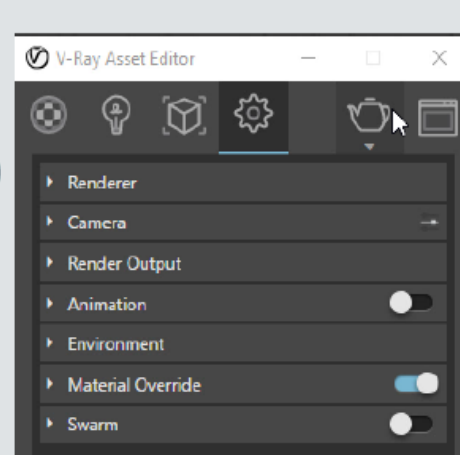 V-Ray Asset Editor
Renderer
Camera
Render Output
Animation
Environment
Material Override
Swarm